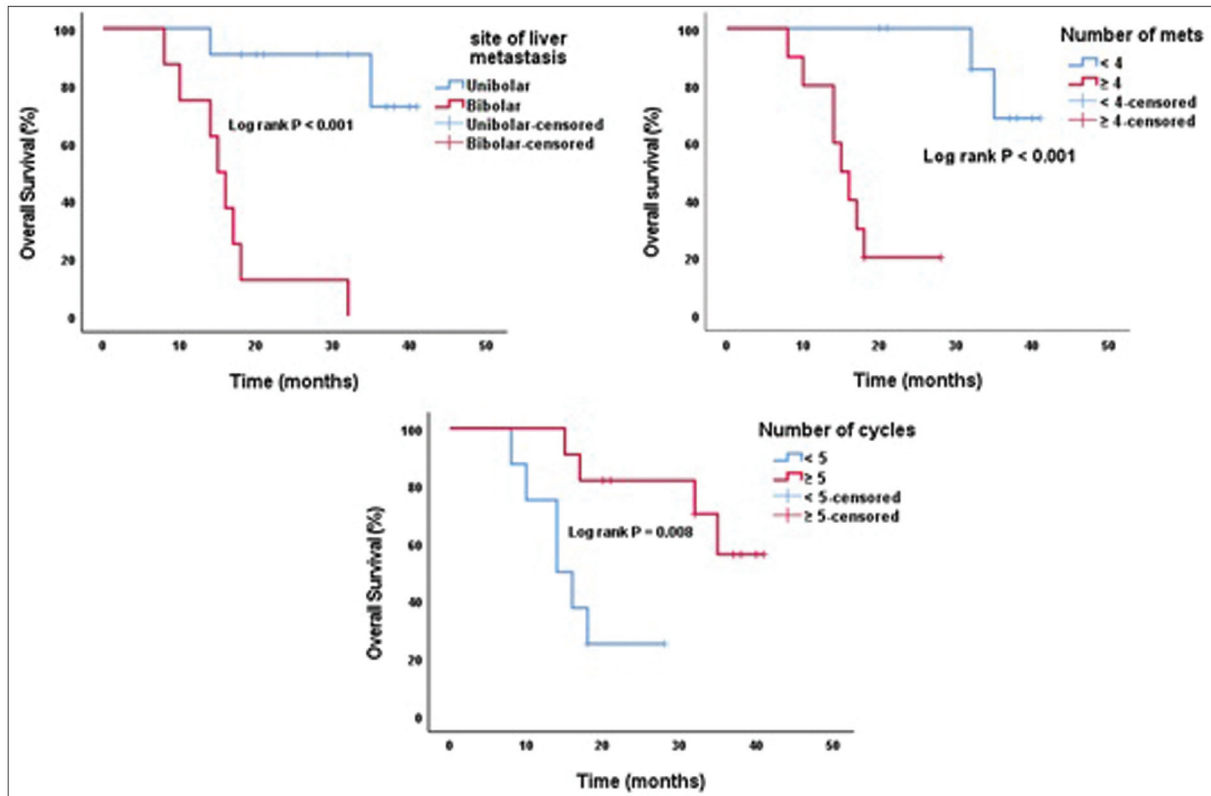 site of liver
metastasis
Unibolar
Bibolar
Unibolar-censored
Bibolar-censored
Log rank P < 0.001
Overall Survival (%)
100
80
60
40
20
0
0 10 20 30 40 50
Time (months)
Number of mets
< 4
≥ 4
< 4-censored
≥ 4-censored
Log rank P < 0.001
Overall survival (%)
100
80
60
40
20
0
0 10 20 30 40 50
Time (months)
Number of cycles
< 5
≥ 5
< 5-censored
≥ 5-censored
Log rank P = 0.008
Overall Survival (%)
100
80
60
40
20
0
0 10 20 30 40 50
Time (months)